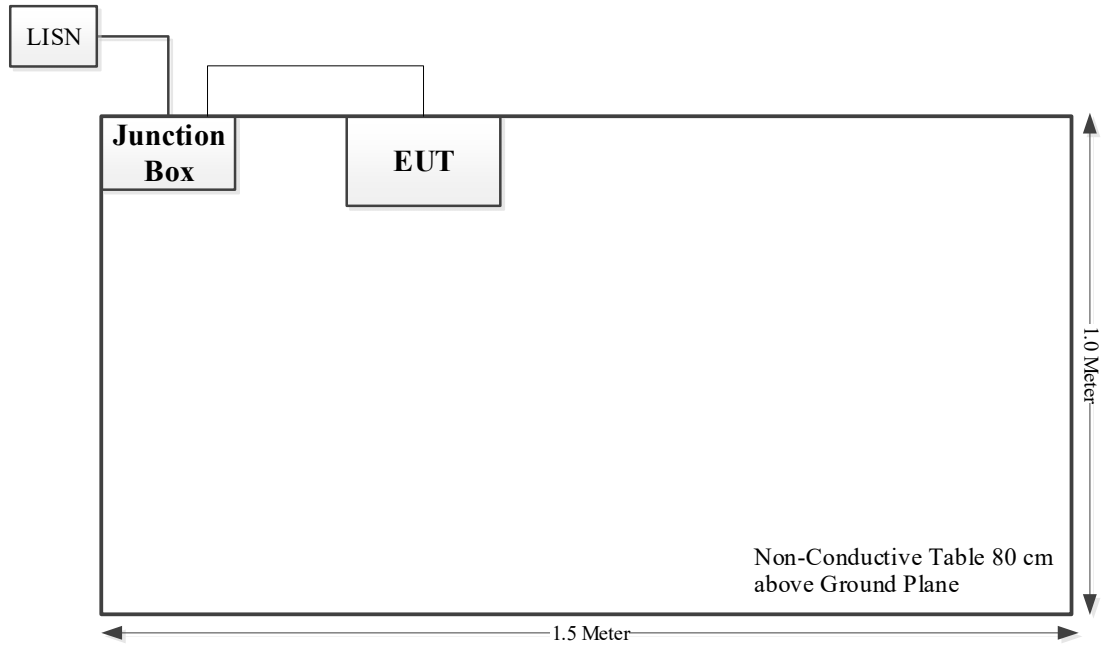 LISN
Junction
Box
EUT
1.0 Meter
Non-Conductive Table 80 cm
above Ground Plane
1.5 Meter